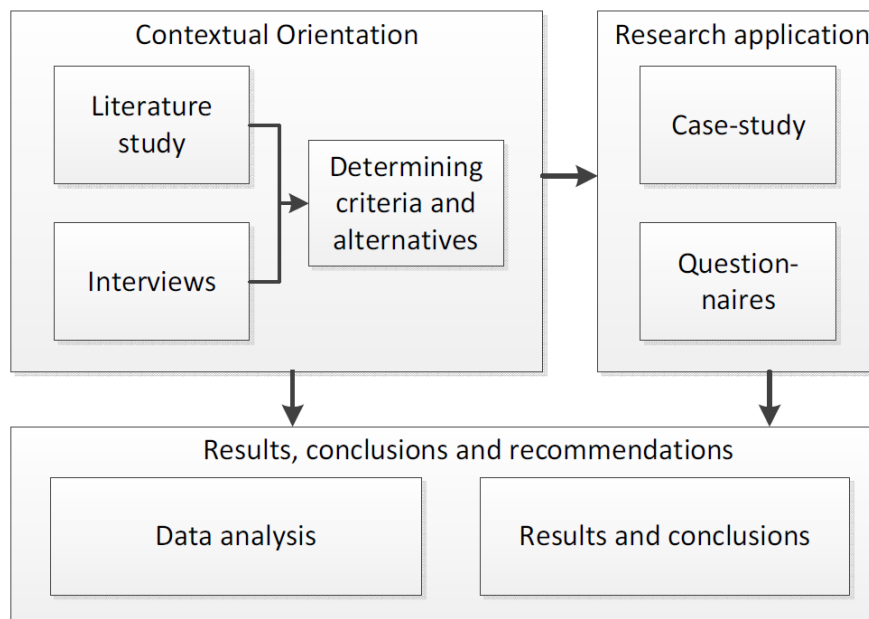 Contextual Orientation
Literature
study
Interviews
Determining
criteria and
alternatives
Research application
Case-study
Question-
naires
Results, conclusions and recommendations
Data analysis
Results and conclusions